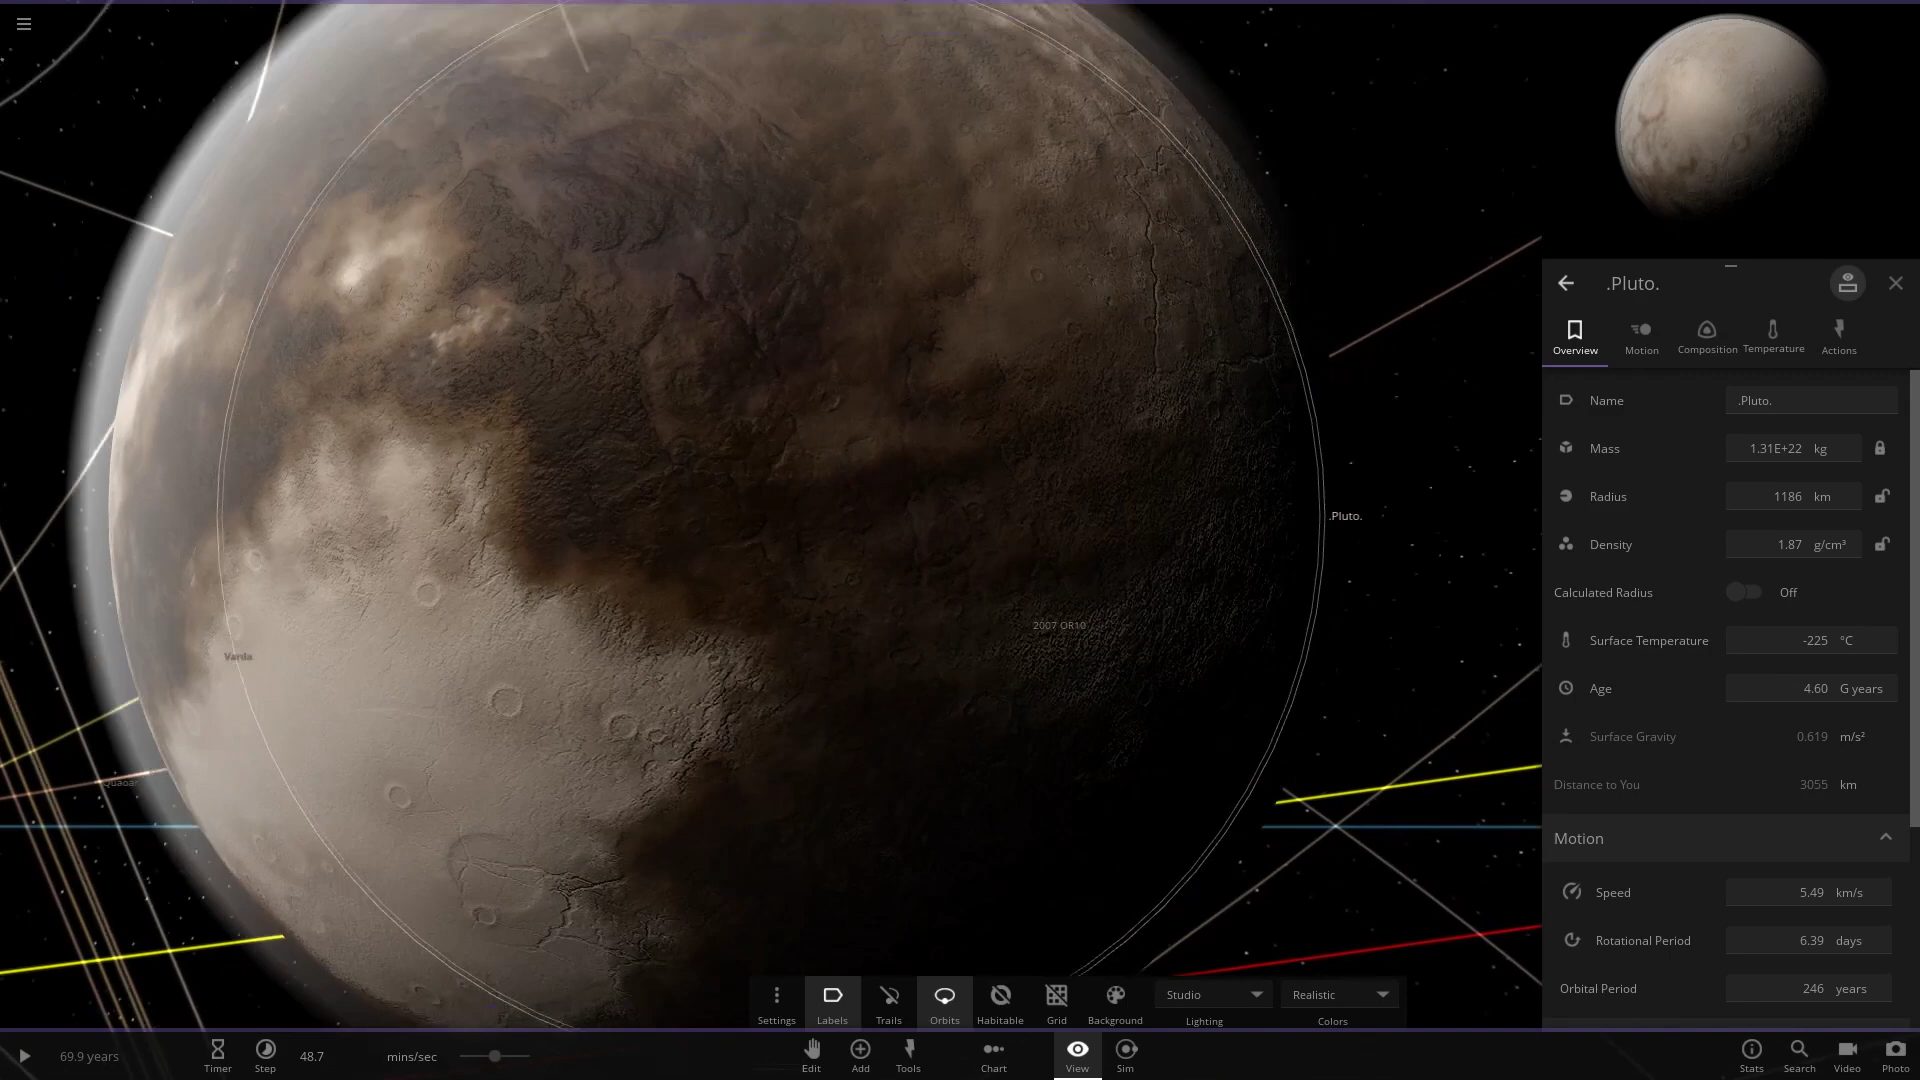 .Pluto.
Overview
Motion
Composition
Temperature
Actions
Name .Pluto.
Mass 1.31E+22 kg
Radius 1186 km
.Pluto.
Density 1.87 g/cm³
Calculated Radius Off
2007 OR10
Surface Temperature -225 °C
Varda
Age 4.60 G years
Surface Gravity 0.619 m/s²
Quaoar
Distance to You 3055 km
Motion
Speed 5.49 km/s
Rotational Period 6.39 days
Orbital Period 246 years
Settings
Labels
Trails
Orbits
Habitable
Grid
Background
Studio
Lighting
Realistic
Colors
69.9 years
Timer
Step
48.7 mins/sec
Edit
Add
Tools
Chart
View
Sim
Stats
Search
Video
Photo